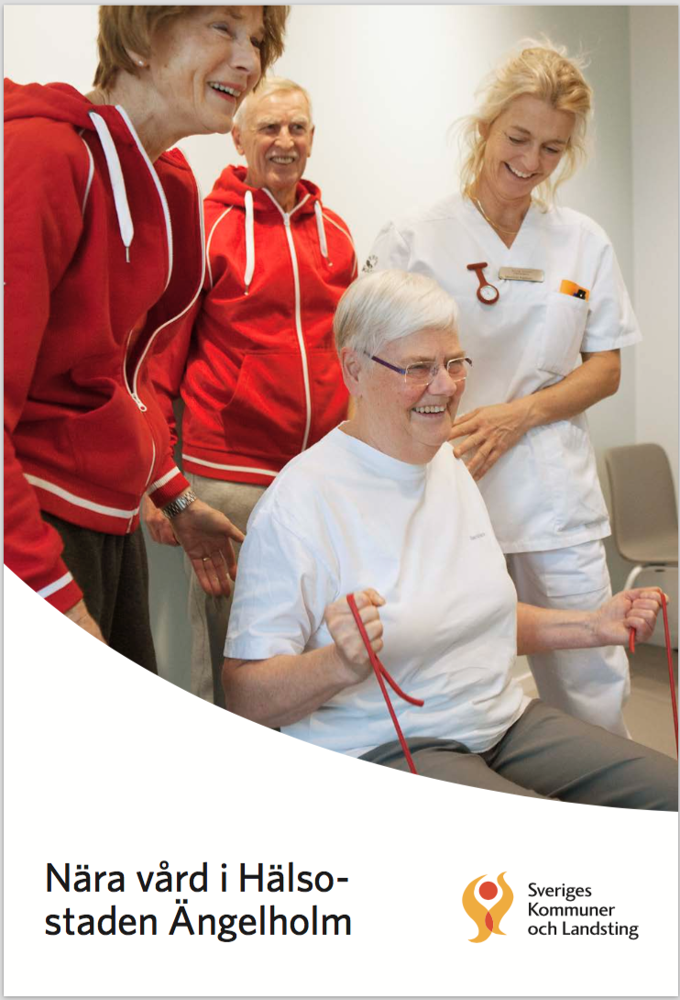 Nära vård i Hälso-
staden Ängelholm
Sveriges
Kommuner
och Landsting